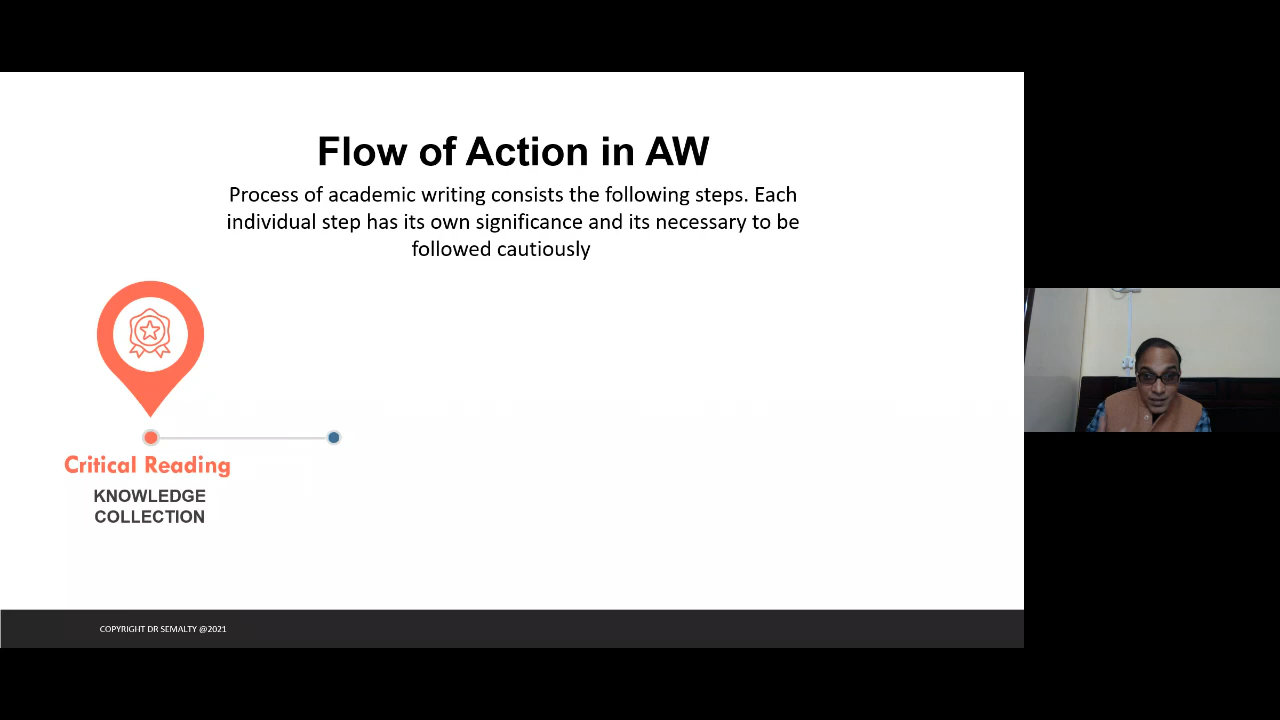 Flow of Action in AW
Process of academic writing consists the following steps. Each
individual step has its own significance and its necessary to be
followed cautiously
Critical Reading
KNOWLEDGE
COLLECTION
COPYRIGHT DR SEMALTY @2021